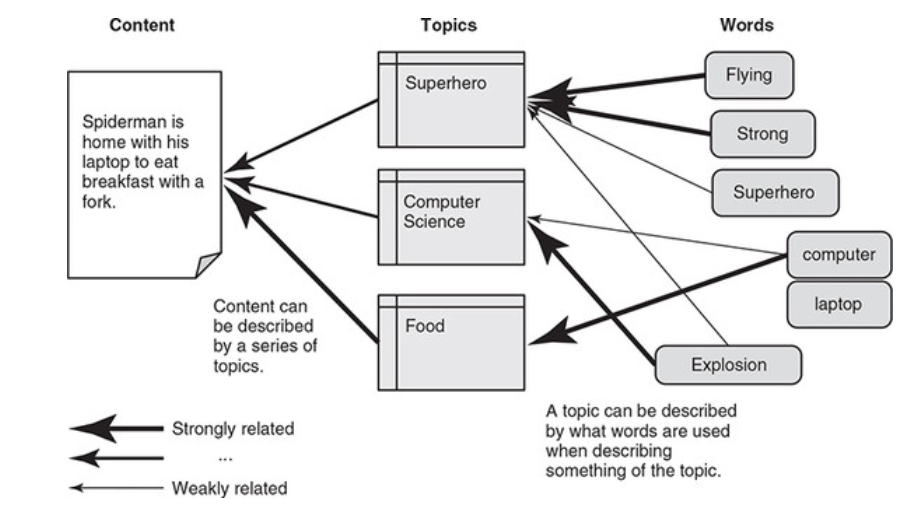 Content
Topics
Words
Spiderman is
home with his
laptop to eat
breakfast with a
fork.
Superhero
Computer
Science
Food
Flying
Strong
Superhero
computer
laptop
Explosion
Content can
be described
by a series of
topics.
A topic can be described
by what words are used
when describing
something of the topic.
Strongly related
...
Weakly related